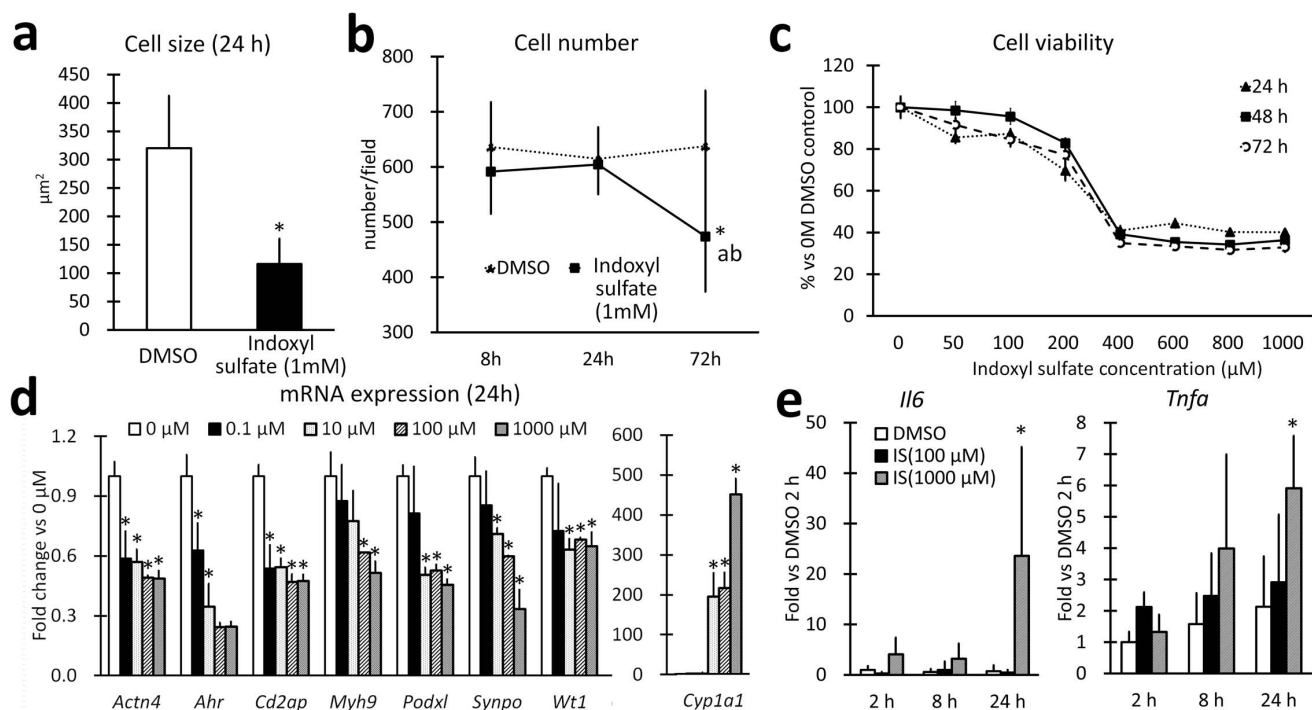 a
Cell size (24 h)
450
400
350
300
250
200
150
100
50
0
µm²
*
DMSO
Indoxyl
sulfate (1mM)
b
Cell number
800
700
600
500
400
300
number/field
*
ab
DMSO
Indoxyl
sulfate
(1mM)
8h
24h
72h
c
Cell viability
120
100
80
60
40
20
0
% vs 0M DMSO contorol
24 h
48 h
72 h
0
50
100
200
400
600
800
1000
Indoxyl sulfate concentration (µM)
d
mRNA expression (24h)
0 µM
0.1 µM
10 µM
100 µM
1000 µM
1.2
0.9
0.6
0.3
0.0
Fold change vs 0 µM
* * * *
* *
* * * *
* *
* * *
* * *
* * *
Actn4
Ahr
Cd2ap
Myh9
Podxl
Synpo
Wt1
600
500
400
300
200
100
0
* * *
Cyp1a1
e
Il6
50
40
30
20
10
0
Fold vs DMSO 2 h
DMSO
IS(100 µM)
IS(1000 µM)
*
2 h
8 h
24 h
Tnfa
8
7
6
5
4
3
2
1
0
Fold vs DMSO 2 h
*
2 h
8 h
24 h